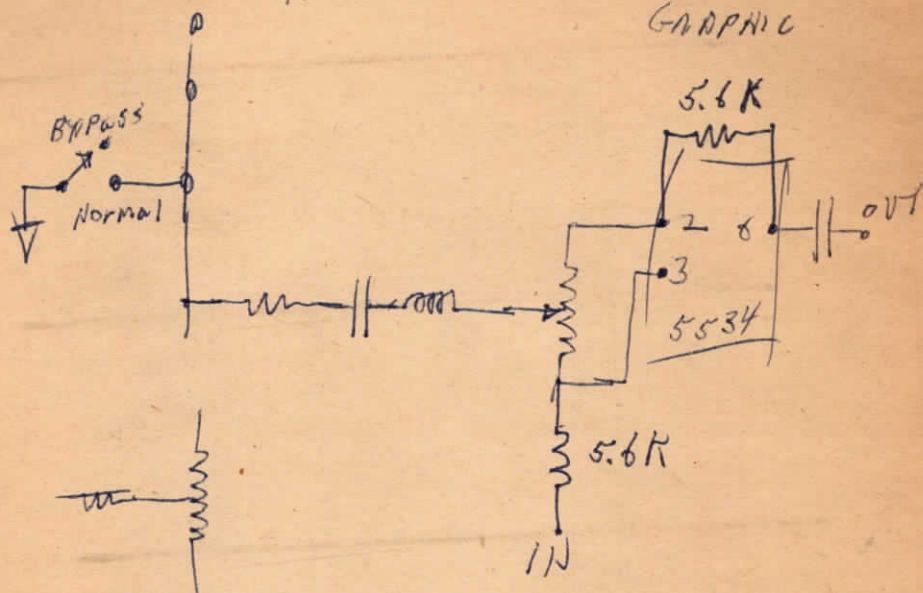 GRAPHIC
5.6K
BYPASS
Normal
2 6
OUT
3
5534
5.6K
IN